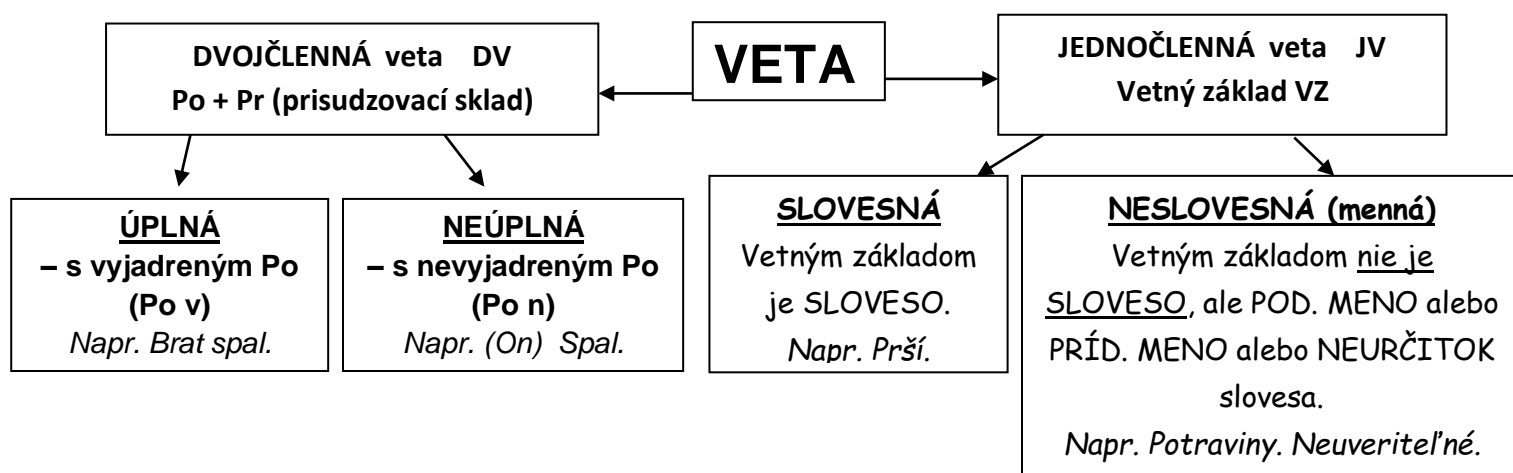 VETA
DVOJČLENNÁ veta DV
Po + Pr (prisudzovací sklad)
JEDNOČLENNÁ veta JV
Vetný základ VZ
ÚPLNÁ
– s vyjadreným Po
(Po v)
Napr. Brat spal.
NEÚPLNÁ
– s nevyjadreným Po
(Po n)
Napr. (On) Spal.
SLOVESNÁ
Vetným základom
je SLOVESO.
Napr. Prší.
NESLOVESNÁ (menná)
Vetným základom nie je
SLOVESO, ale POD. MENO alebo
PRÍD. MENO alebo NEURČITOK
slovesa.
Napr. Potraviny. Neuveriteľné.